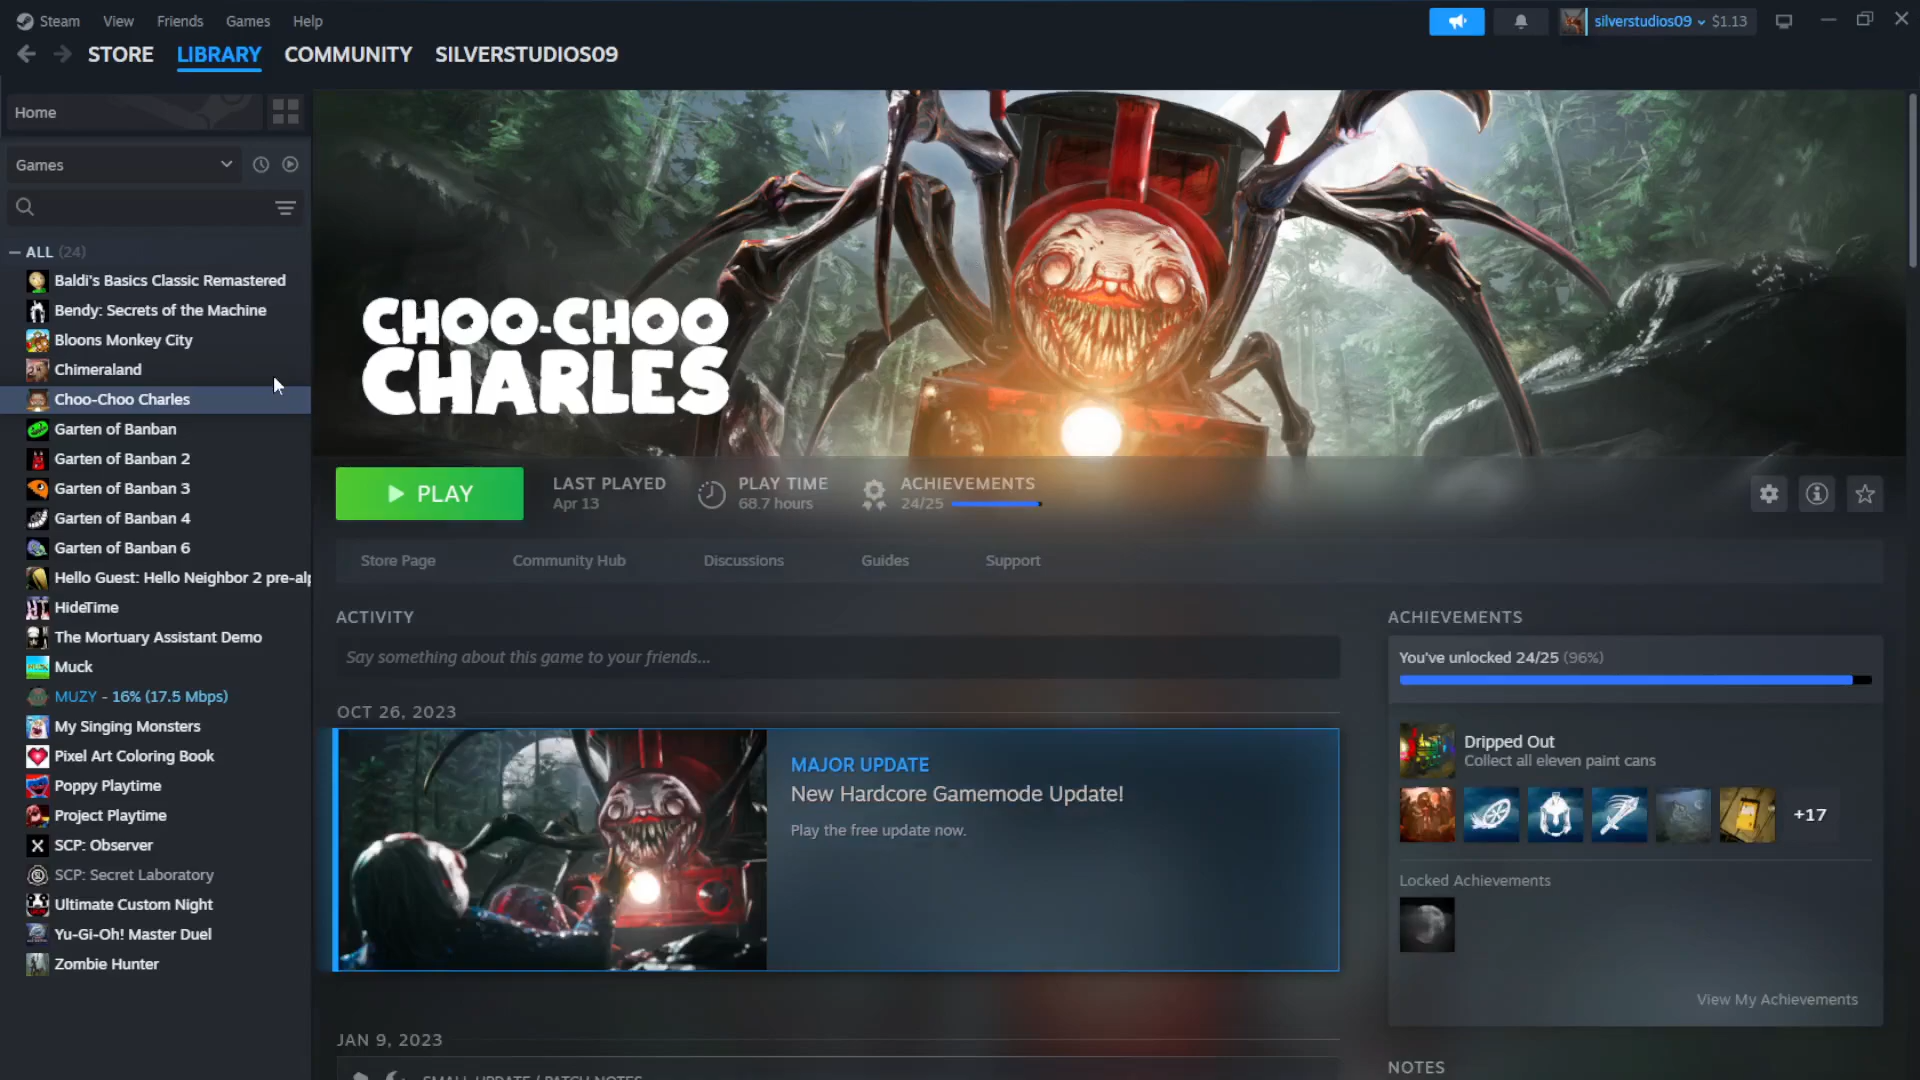 Steam View Friends Games Help
silverstudios09 $1.13
STORE LIBRARY COMMUNITY SILVERSTUDIOS09
Home
Games
ALL (24)
Baldi's Basics Classic Remastered
Bendy: Secrets of the Machine
Bloons Monkey City
Chimeraland
Choo-Choo Charles
Garten of Banban
Garten of Banban 2
Garten of Banban 3
Garten of Banban 4
Garten of Banban 6
Hello Guest: Hello Neighbor 2 pre-alp
HideTime
The Mortuary Assistant Demo
Muck
MUZY - 16% (17.5 Mbps)
My Singing Monsters
Pixel Art Coloring Book
Poppy Playtime
Project Playtime
SCP: Observer
SCP: Secret Laboratory
Ultimate Custom Night
Yu-Gi-Oh! Master Duel
Zombie Hunter
CHOO-CHOO
CHARLES
PLAY
LAST PLAYED
Apr 13
PLAY TIME
68.7 hours
ACHIEVEMENTS
24/25
Store Page Community Hub Discussions Guides Support
ACTIVITY
Say something about this game to your friends...
OCT 26, 2023
MAJOR UPDATE
New Hardcore Gamemode Update!
Play the free update now.
JAN 9, 2023
SMALL UPDATE / PATCH NOTES
ACHIEVEMENTS
You've unlocked 24/25 (96%)
Dripped Out
Collect all eleven paint cans
+17
Locked Achievements
View My Achievements
NOTES